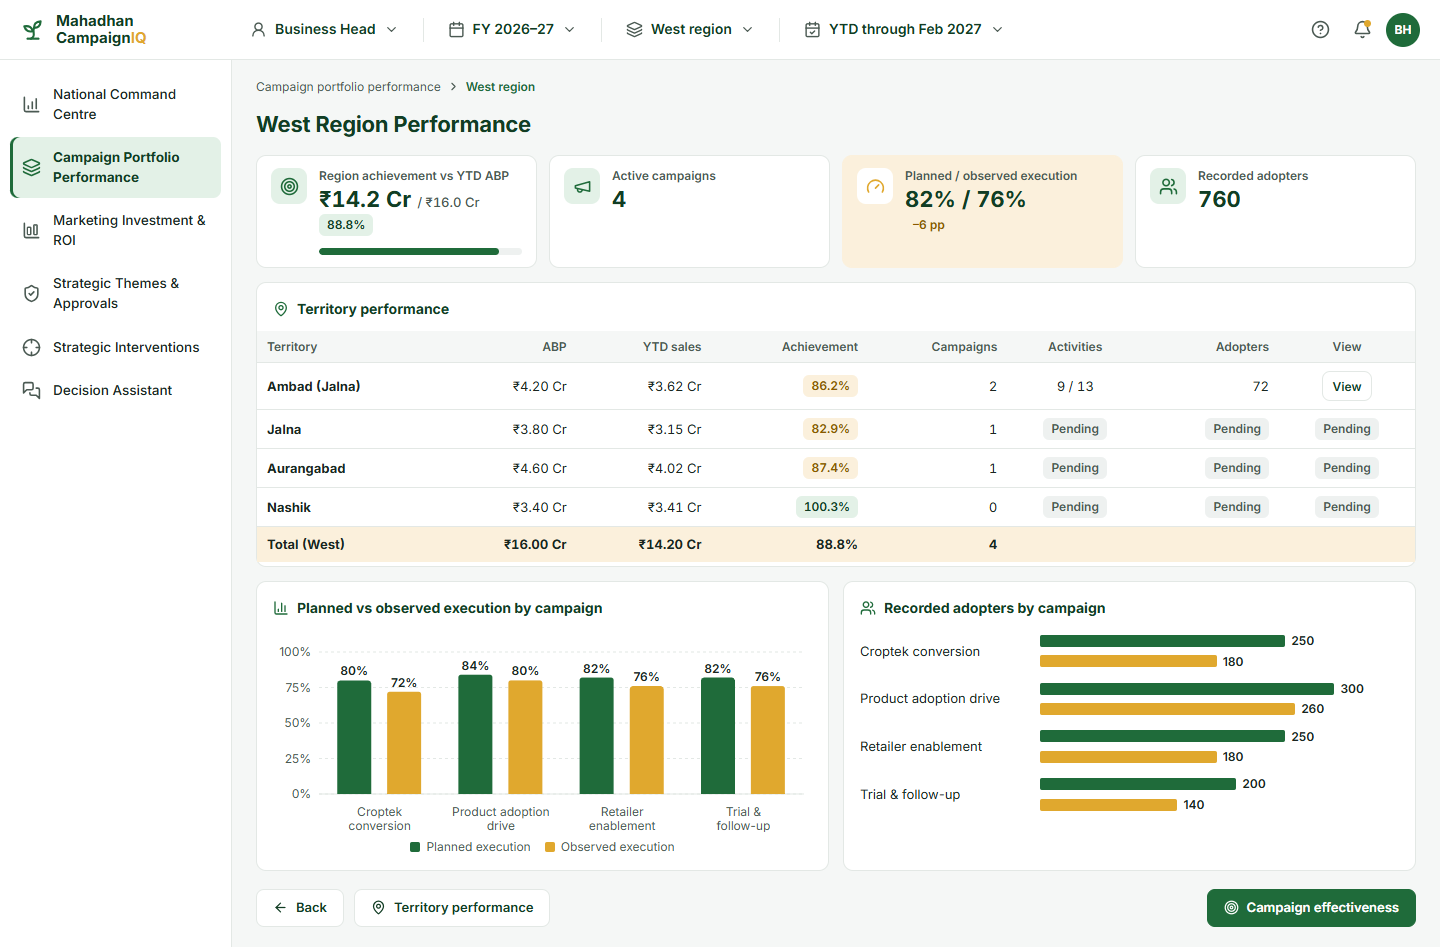 Mahadhan
CampaignIQ
Business Head
FY 2026–27
West region
YTD through Feb 2027
BH
National Command
Centre
Campaign Portfolio
Performance
Marketing Investment &
ROI
Strategic Themes &
Approvals
Strategic Interventions
Decision Assistant
Campaign portfolio performance > West region
West Region Performance
Region achievement vs YTD ABP
₹14.2 Cr / ₹16.0 Cr
88.8%
Active campaigns
4
Planned / observed execution
82% / 76%
−6 pp
Recorded adopters
760
Territory performance
Territory ABP YTD sales Achievement Campaigns Activities Adopters View
Ambad (Jalna) ₹4.20 Cr ₹3.62 Cr 86.2% 2 9 / 13 72 View
Jalna ₹3.80 Cr ₹3.15 Cr 82.9% 1 Pending Pending Pending
Aurangabad ₹4.60 Cr ₹4.02 Cr 87.4% 1 Pending Pending Pending
Nashik ₹3.40 Cr ₹3.41 Cr 100.3% 0 Pending Pending Pending
Total (West) ₹16.00 Cr ₹14.20 Cr 88.8% 4
Planned vs observed execution by campaign
100%
75%
50%
25%
0%
80% 72% 84% 80% 82% 76% 82% 76%
Croptek
conversion
Product adoption
drive
Retailer
enablement
Trial &
follow-up
Planned execution Observed execution
Recorded adopters by campaign
Croptek conversion 250
180
Product adoption drive 300
260
Retailer enablement 250
180
Trial & follow-up 200
140
Back
Territory performance
Campaign effectiveness